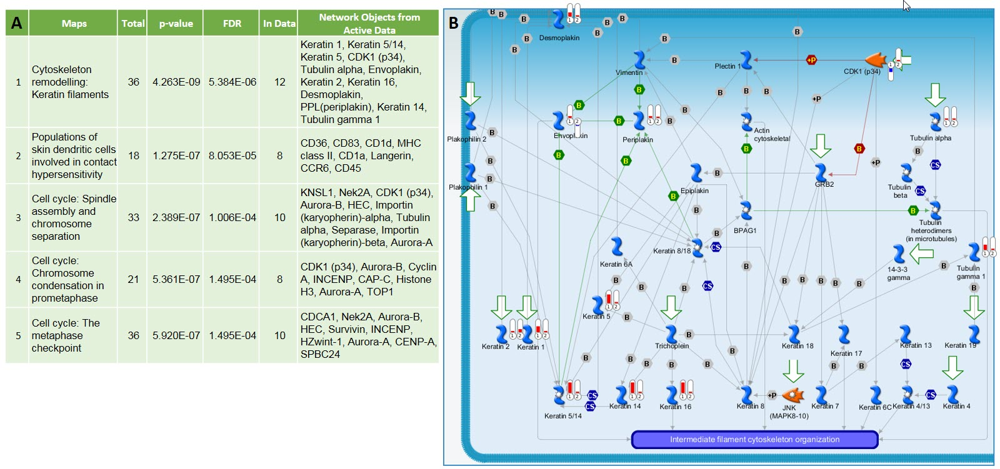 A
Maps
Total
p-value
FDR
In Data
Network Objects from
Active Data
1
Cytoskeleton
remodelling:
Keratin filaments
36
4.263E-09
5.384E-06
12
Keratin 1, Keratin 5/14,
Keratin 5, CDK1 (p34),
Tubulin alpha, Envoplakin,
Keratin 2, Keratin 16,
Desmoplakin,
PPL(periplakin), Keratin 14,
Tubulin gamma 1
2
Populations of
skin dendritic cells
involved in contact
hypersensitivity
18
1.275E-07
8.053E-05
8
CD36, CD83, CD1d, MHC
class II, CD1a, Langerin,
CCR6, CD45
3
Cell cycle: Spindle
assembly and
chromosome
separation
33
2.389E-07
1.006E-04
10
KNSL1, Nek2A, CDK1 (p34),
Aurora-B, HEC, Importin
(karyopherin)-alpha, Tubulin
alpha, Separase, Importin
(karyopherin)-beta, Aurora-A
4
Cell cycle:
Chromosome
condensation in
prometaphase
21
5.361E-07
1.495E-04
8
CDK1 (p34), Aurora-B, Cyclin
A, INCENP, CAP-C, Histone
H3, Aurora-A, TOP1
5
Cell cycle: The
metaphase
checkpoint
36
5.920E-07
1.495E-04
10
CDCA1, Nek2A, Aurora-B,
HEC, Survivin, INCENP,
HZwint-1, Aurora-A, CENP-A,
SPBC24
B
Desmoplakin
Vimentin
Plectin 1
+P
CDK1 (p34)
+P
Plakophilin 2
Envoplakin
Periplakin
Actin
cytoskeletal
Tubulin alpha
+P
CS
Plakophilin 1
Epiplakin
GRB2
Tubulin
beta
CS
BPAG1
Tubulin
heterodimers
(in microtubules)
Keratin 6A
Keratin 8/18
CS
14-3-3
gamma
Tubulin
gamma 1
CS
Keratin 5
Keratin 2
Keratin 1
Trichoplein
Keratin 18
Keratin 17
Keratin 13
Keratin 19
CS
Keratin 5/14
CS
CS
Keratin 14
Keratin 16
Keratin 8
+P
JNK
(MAPK8-10)
Keratin 7
Keratin 6C
Keratin 4/13
CS
Keratin 4
Intermediate filament cytoskeleton organization